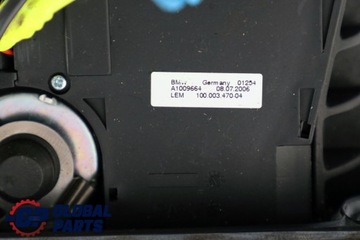 BMW Germany 01254
A1009664 08.07.2006
LEM 100.003.470-04
GLOBAL
PARTS